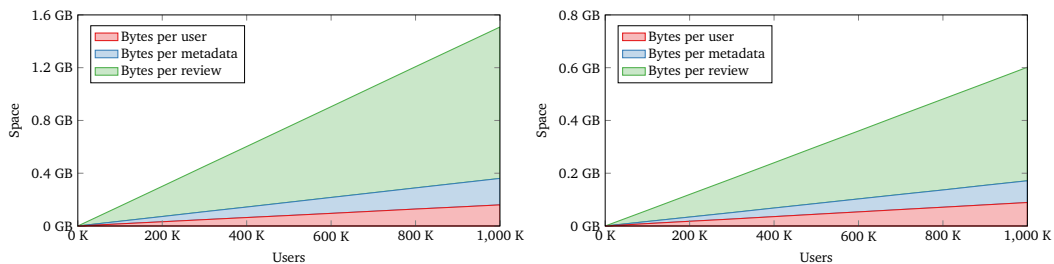 1.6 GB
1.2 GB
0.8 GB
0.4 GB
0 GB
Space
Bytes per user
Bytes per metadata
Bytes per review
0 K 200 K 400 K 600 K 800 K 1,000 K
Users
0.8 GB
0.6 GB
0.4 GB
0.2 GB
0 GB
Space
Bytes per user
Bytes per metadata
Bytes per review
0 K 200 K 400 K 600 K 800 K 1,000 K
Users